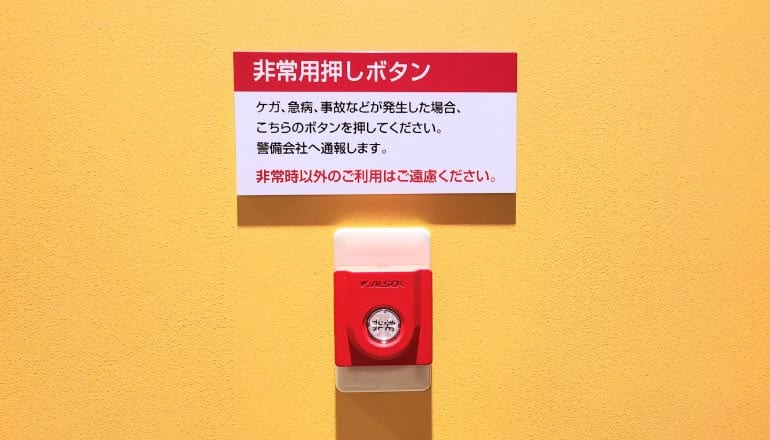 非常用押しボタン
ケガ、急病、事故などが発生した場合、
こちらのボタンを押してください。
警備会社へ通報します。
非常時以外のご利用はご遠慮ください。
ALSOK